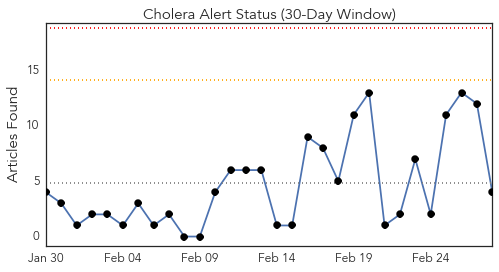 Cholera Alert Status (30-Day Window)
Articles Found
15
10
5
0
Jan 30 Feb 04 Feb 09 Feb 14 Feb 19 Feb 24